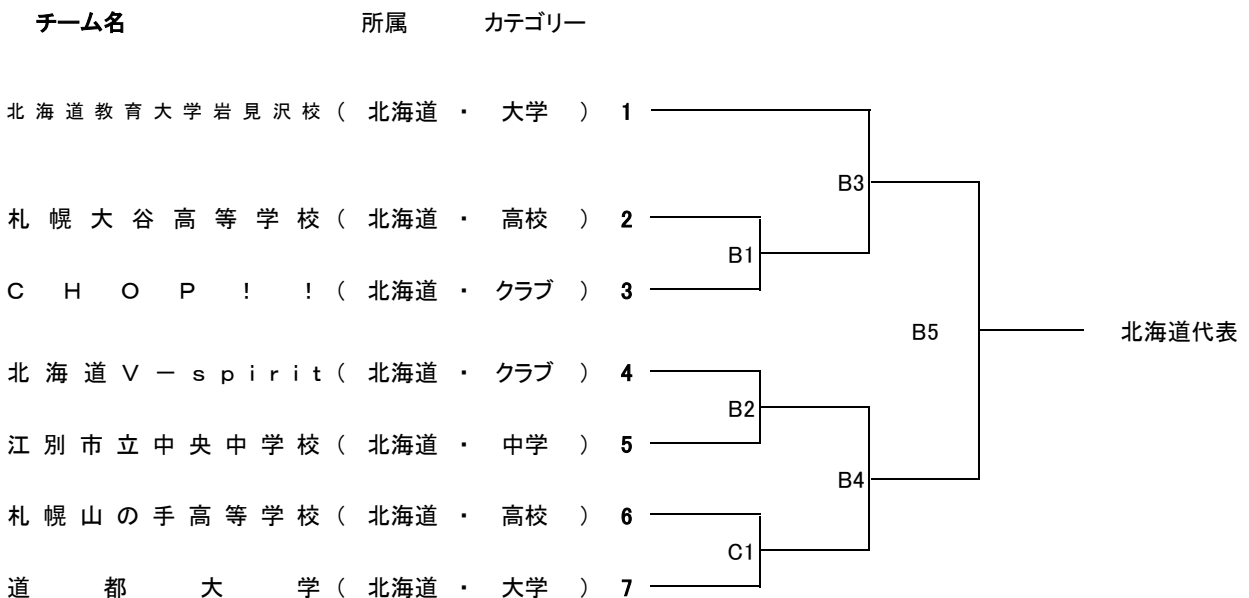 チーム名 所属 カテゴリー
北海道教育大学岩見沢校（ 北海道 ・ 大学 ） 1
B3
札幌大谷高等学校（ 北海道 ・ 高校 ） 2
B1
ＣＨＯＰ！！（ 北海道 ・ クラブ ） 3
B5 北海道代表
北海道Ｖ－ｓｐｉｒｉｔ（ 北海道 ・ クラブ ） 4
B2
江別市立中央中学校（ 北海道 ・ 中学 ） 5
B4
札幌山の手高等学校（ 北海道 ・ 高校 ） 6
C1
道都大学（ 北海道 ・ 大学 ） 7